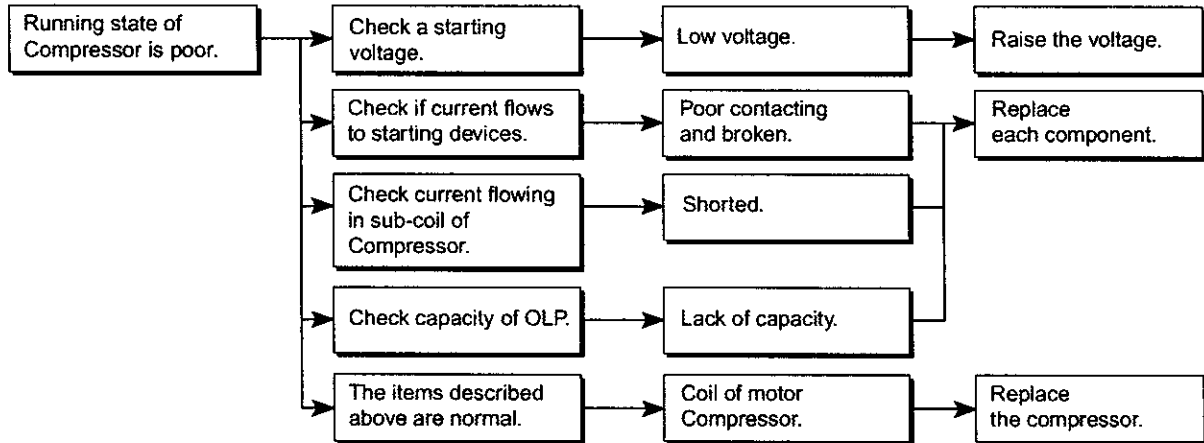 Running state of
Compressor is poor.
Check a starting
voltage.
Low voltage.
Raise the voltage.
Check if current flows
to starting devices.
Poor contacting
and broken.
Replace
each component.
Check current flowing
in sub-coil of
Compressor.
Shorted.
Check capacity of OLP.
Lack of capacity.
The items described
above are normal.
Coil of motor
Compressor.
Replace
the compressor.